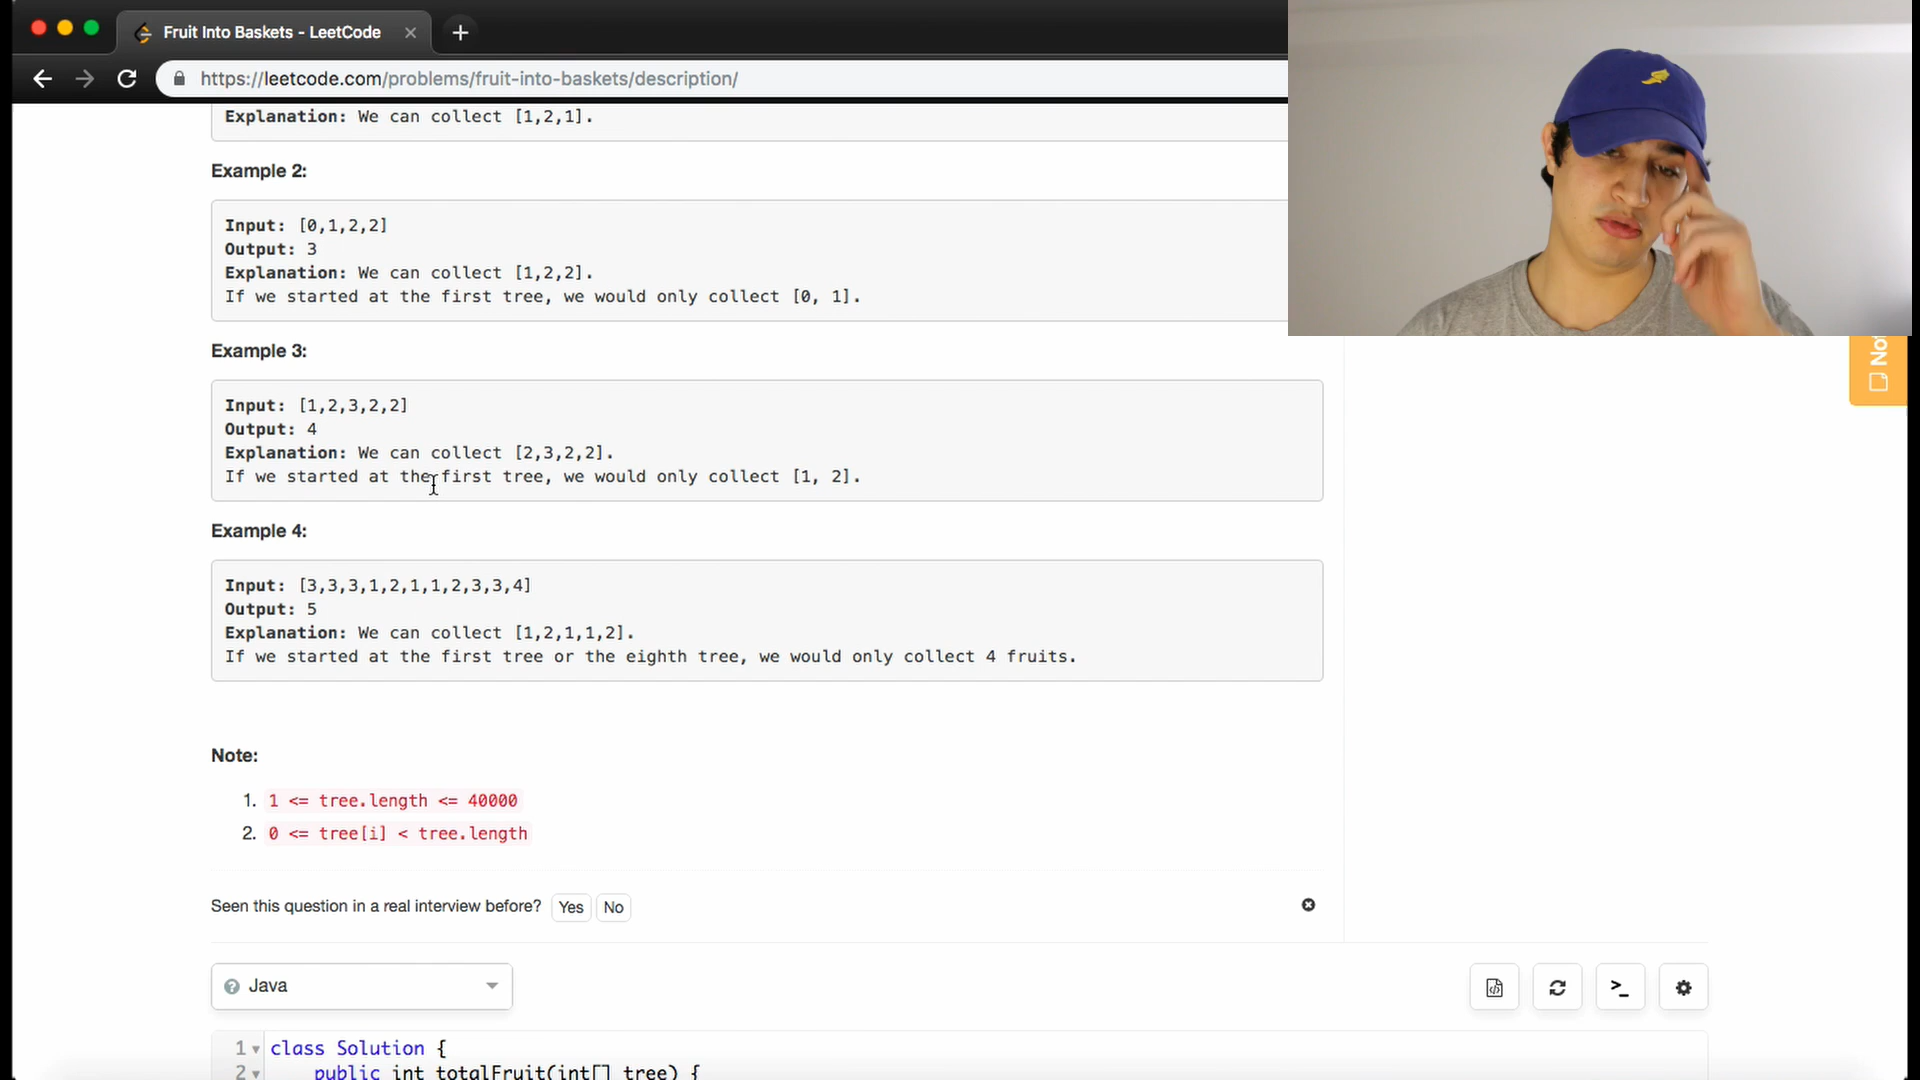 Fruit Into Baskets - LeetCode
https://leetcode.com/problems/fruit-into-baskets/description/
Explanation: We can collect [1,2,1].
Example 2:
Input: [0,1,2,2]
Output: 3
Explanation: We can collect [1,2,2].
If we started at the first tree, we would only collect [0, 1].
Example 3:
Input: [1,2,3,2,2]
Output: 4
Explanation: We can collect [2,3,2,2].
If we started at the first tree, we would only collect [1, 2].
Example 4:
Input: [3,3,3,1,2,1,1,2,3,3,4]
Output: 5
Explanation: We can collect [1,2,1,1,2].
If we started at the first tree or the eighth tree, we would only collect 4 fruits.
Note:
1. 1 <= tree.length <= 40000
2. 0 <= tree[i] < tree.length
Seen this question in a real interview before? Yes No
Java
1 class Solution {
2 public int totalFruit(int[] tree) {